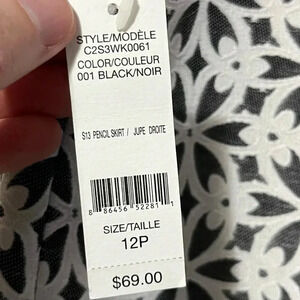 STYLE/MODÈLE
C2S3WK0061
COLOR/COULEUR
001 BLACK/NOIR
S13 PENCIL SKIRT / JUPE DROITE
8 86456 52281 1
SIZE/TAILLE
12P
$69.00